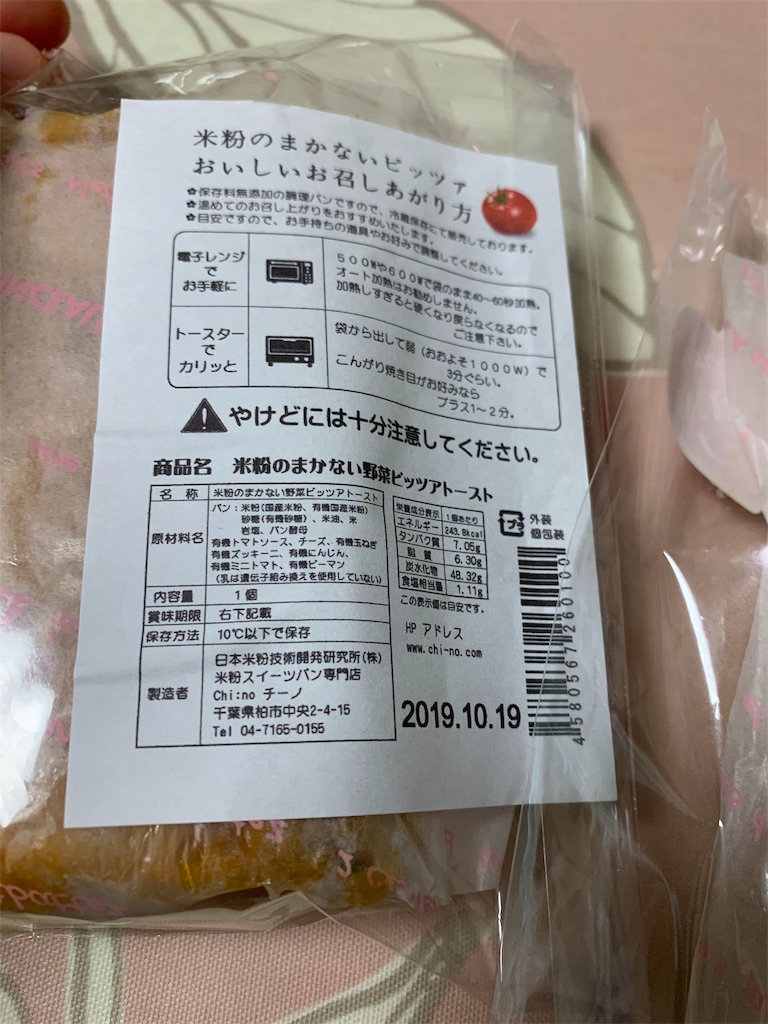 米粉のまかないピッツァ
おいしいお召しあがり方
✿保存料無添加の調理パンですので、冷蔵保存にて販売しております。
✿温めてのお召し上がりをおすすめいたします。
✿目安ですので、お手持ちの道具やお好みで調整してください。
電子レンジ
で
お手軽に
500Wや600Wで袋のまま40〜60秒加熱。
オート加熱はお勧めしません。
加熱しすぎると硬くなり戻らなくなるので
ご注意下さい。
トースター
で
カリッと
袋から出して弱（おおよそ1000W）で
3分ぐらい。
こんがり焼き目がお好みなら
プラス1〜2分。
やけどには十分注意してください。
商品名 米粉のまかない野菜ピッツアトースト
名 称 米粉のまかない野菜ピッツアトースト
原材料名
パン：米粉(国産米粉、有機国産米粉)
砂糖(有機砂糖)、米油、米
岩塩、パン酵母
有機トマトソース、チーズ、有機玉ねぎ
有機ズッキーニ、有機にんじん、
有機ミニトマト、有機ピーマン
(乳は遺伝子組み換えを使用していない)
内容量 1個
賞味期限 右下記載
保存方法 10℃以下で保存
製造者
日本米粉技術開発研究所(株)
米粉スイーツパン専門店
Chi:no チーノ
千葉県柏市中央2-4-15
Tel 04-7165-0155
栄養成分表示 1個あたり
エネルギー 243.8kcal
タンパク質 7.05g
脂 質 6.30g
炭水化物 48.32g
食塩相当量 1.11g
この表示値は目安です。
プラ
外装
個包装
HP アドレス
www.chi-no.com
2019.10.19
4580567260100